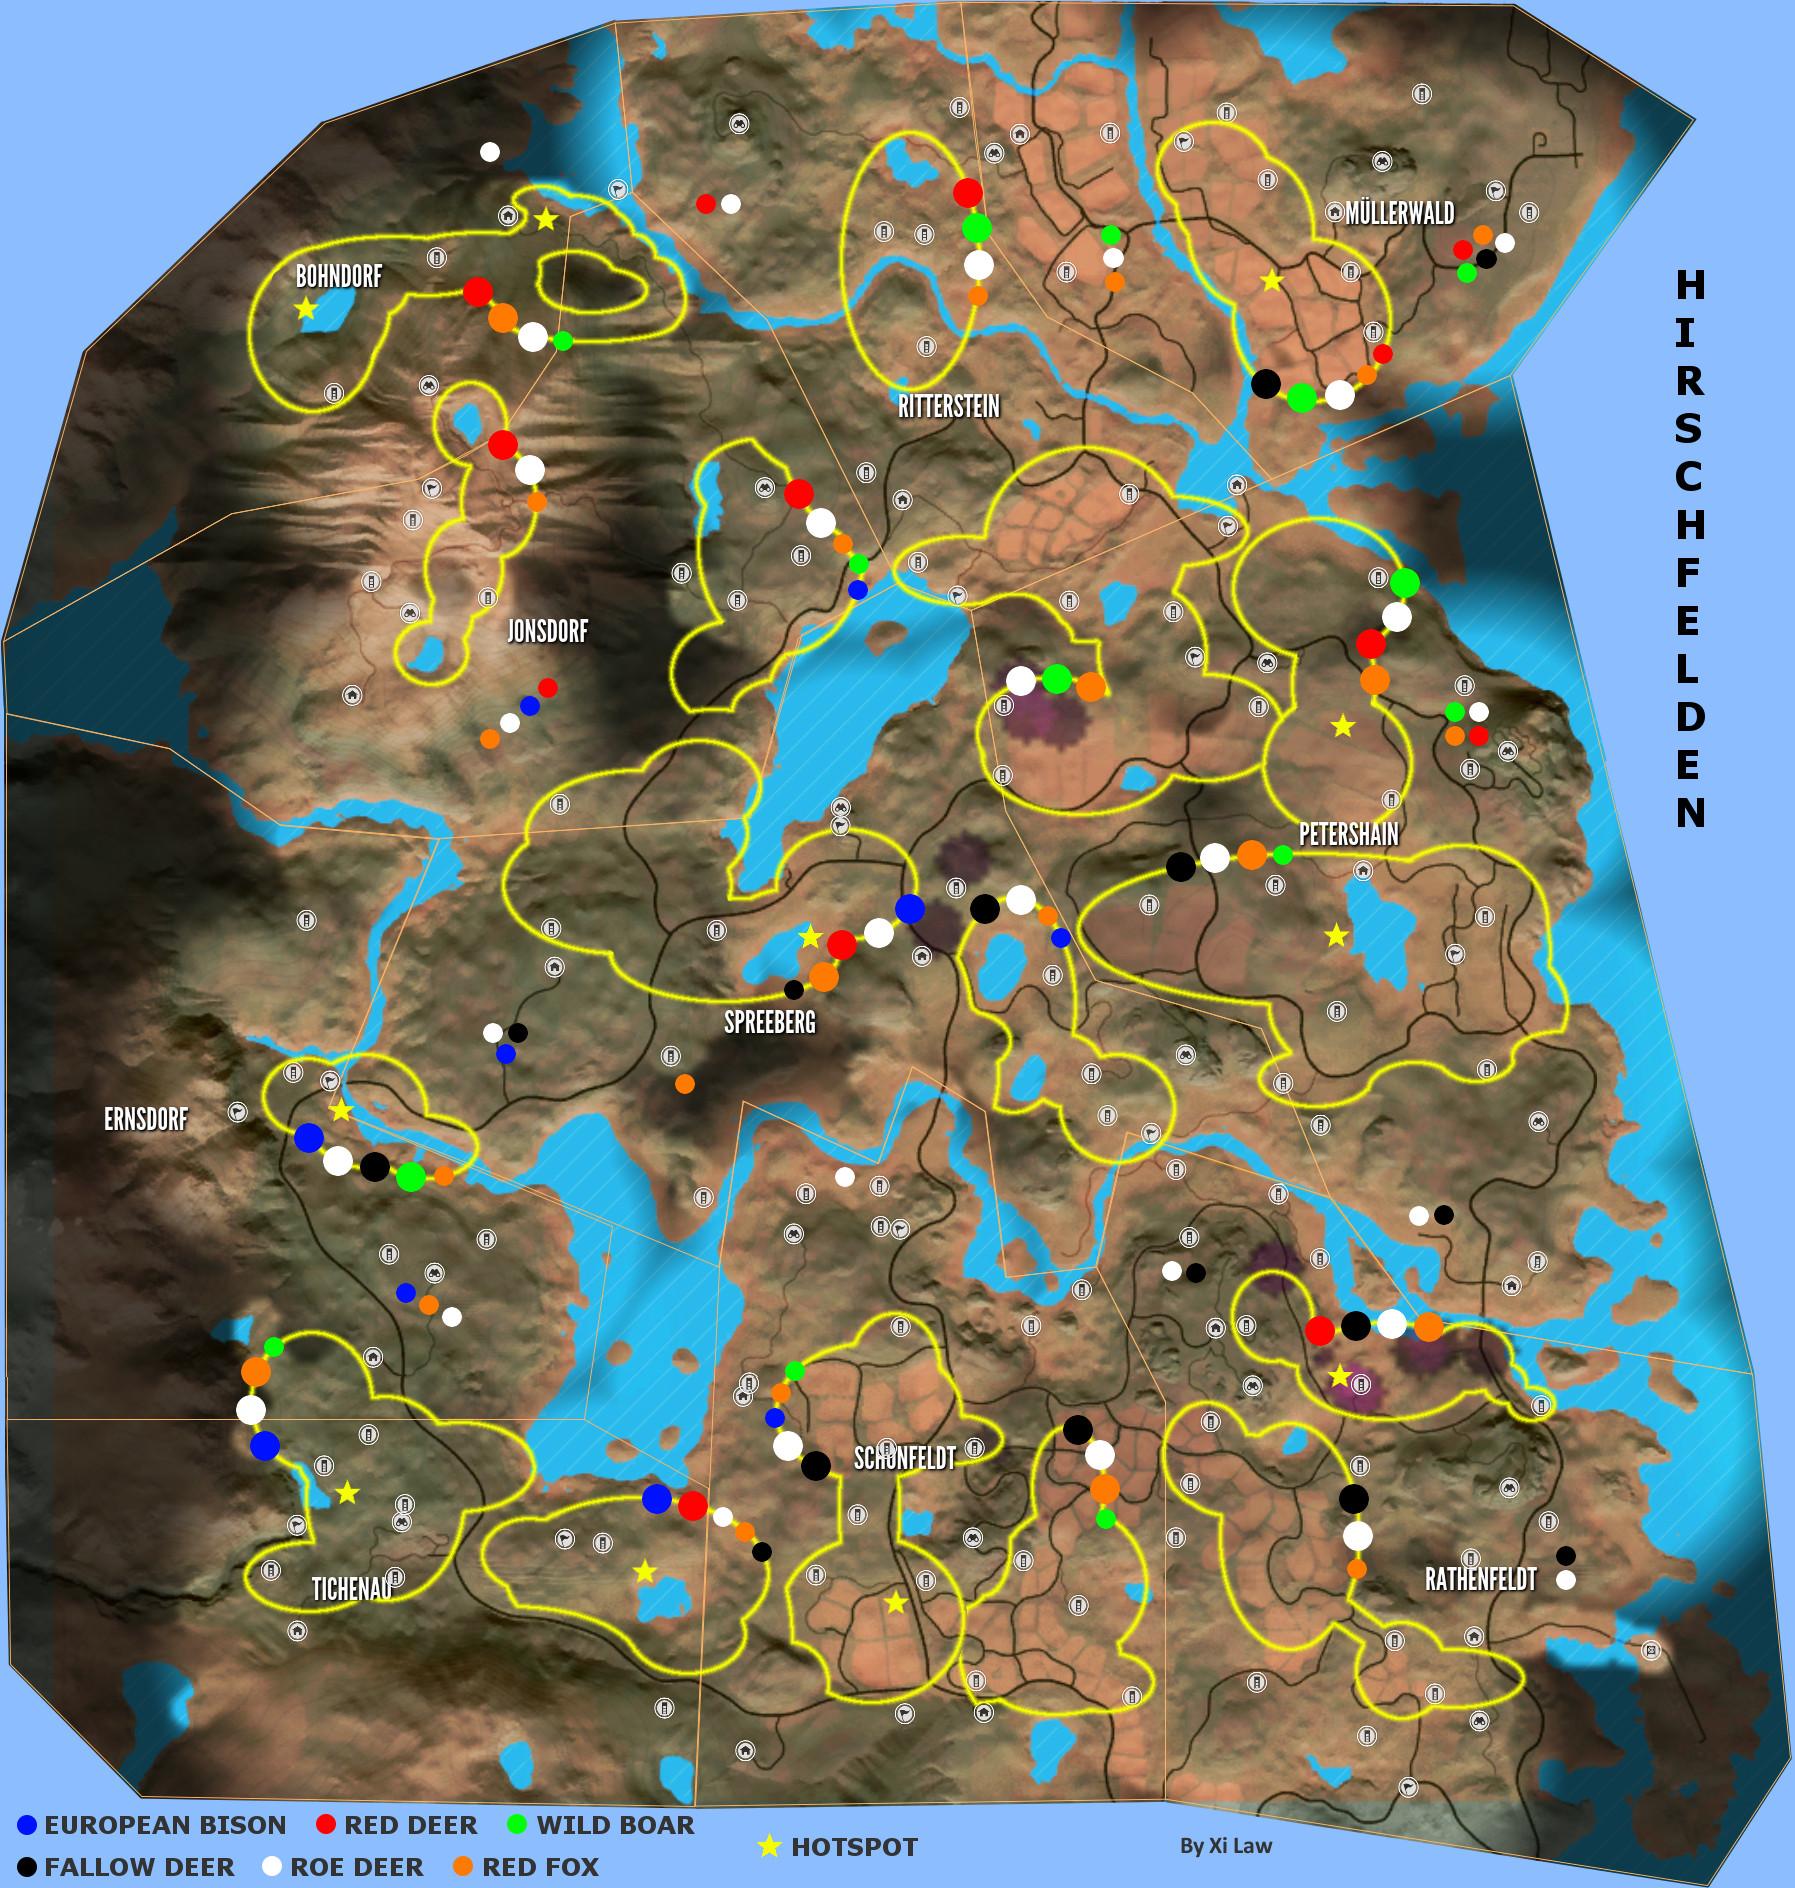 HIRSCHFELDEN
MÜLLERWALD
BOHNDORF
RITTERSTEIN
JONSDORF
PETERSHAIN
SPREEBERG
ERNSDORF
SCHONFELDT
RATHENFELDT
TICHENAU
EUROPEAN BISON
RED DEER
WILD BOAR
HOTSPOT
By Xi Law
FALLOW DEER
ROE DEER
RED FOX